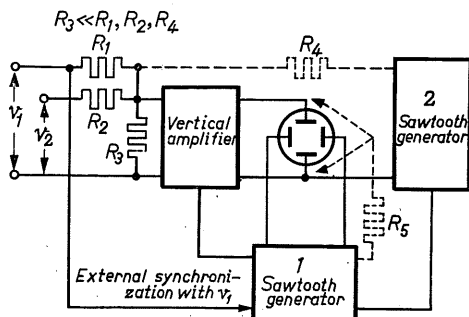 R₃≪R₁, R₂, R₄
R₁
R₄
R₂
v₁
v₂
R₃
Vertical
amplifier
2
Sawtooth
generator
R₅
External synchroni-
zation with v₁
1
Sawtooth
generator